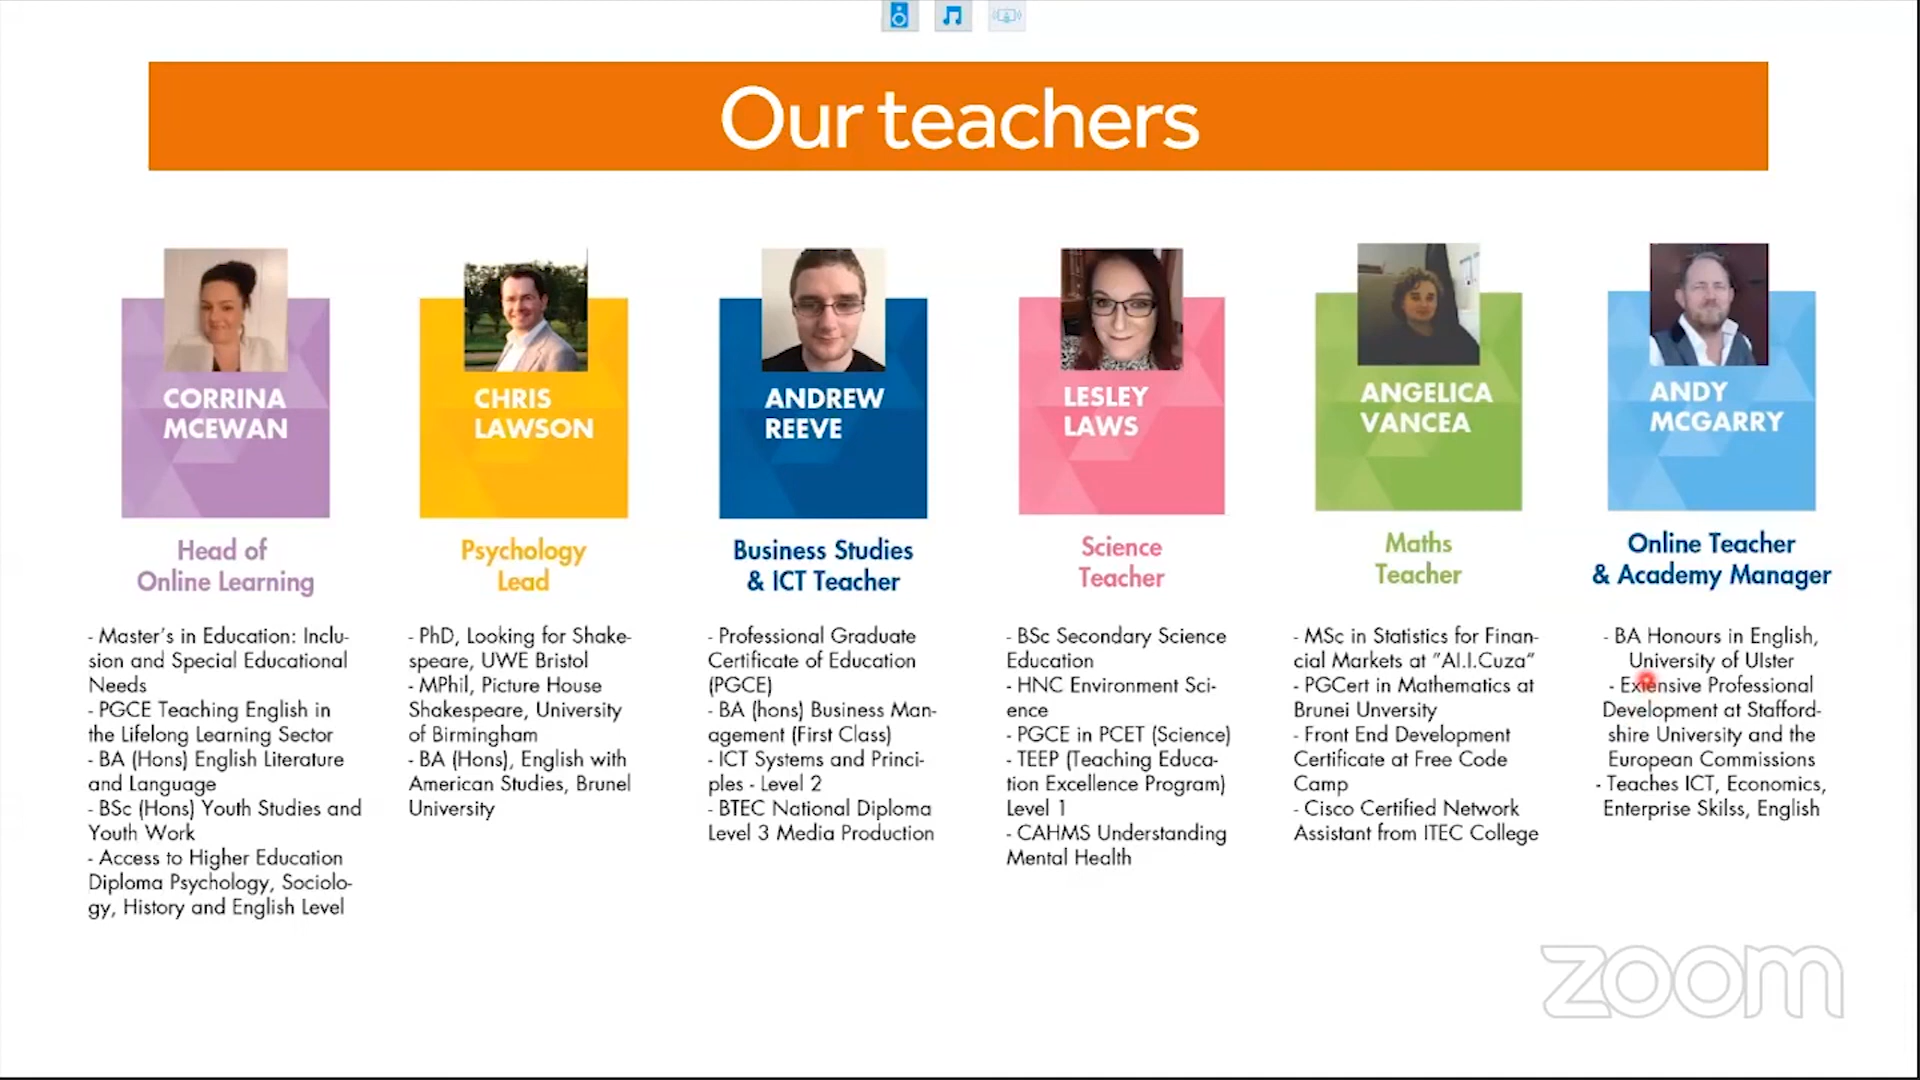 Our teachers
CORRINA
MCEWAN
Head of
Online Learning
- Master's in Education: Inclu-
sion and Special Educational
Needs
- PGCE Teaching English in
the Lifelong Learning Sector
- BA (Hons) English Literature
and Language
- BSc (Hons) Youth Studies and
Youth Work
- Access to Higher Education
Diploma Psychology, Sociolo-
gy, History and English Level
CHRIS
LAWSON
Psychology
Lead
- PhD, Looking for Shake-
speare, UWE Bristol
- MPhil, Picture House
Shakespeare, University
of Birmingham
- BA (Hons), English with
American Studies, Brunel
University
ANDREW
REEVE
Business Studies
& ICT Teacher
- Professional Graduate
Certificate of Education
(PGCE)
- BA (hons) Business Man-
agement (First Class)
- ICT Systems and Princi-
ples - Level 2
- BTEC National Diploma
Level 3 Media Production
LESLEY
LAWS
Science
Teacher
- BSc Secondary Science
Education
- HNC Environment Sci-
ence
- PGCE in PCET (Science)
- TEEP (Teaching Educa-
tion Excellence Program)
Level 1
- CAHMS Understanding
Mental Health
ANGELICA
VANCEA
Maths
Teacher
- MSc in Statistics for Finan-
cial Markets at "Al.I.Cuza"
- PGCert in Mathematics at
Brunei Unversity
- Front End Development
Certificate at Free Code
Camp
- Cisco Certified Network
Assistant from ITEC College
ANDY
MCGARRY
Online Teacher
& Academy Manager
- BA Honours in English,
University of Ulster
- Extensive Professional
Development at Stafford-
shire University and the
European Commissions
- Teaches ICT, Economics,
Enterprise Skilss, English
zoom